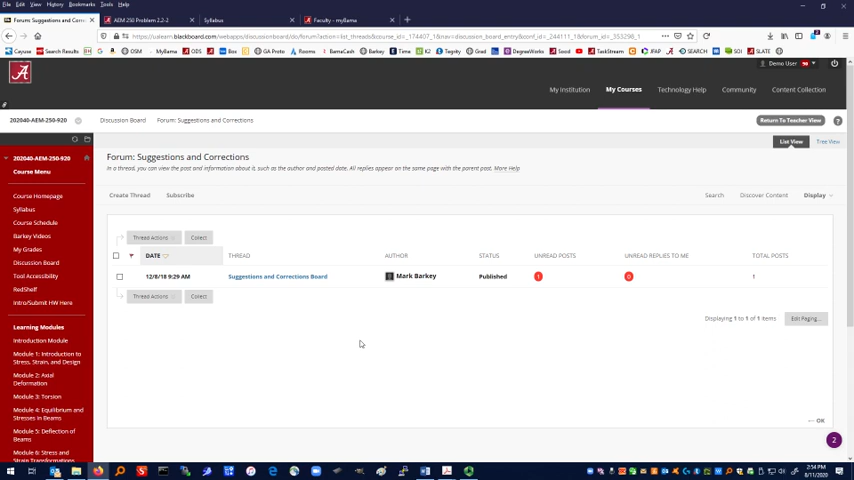 File Edit View History Bookmarks Tools Help
Forum: Suggestions and Corre
AEM 250 Problem 2.2-2
Syllabus
Faculty - myBama
https://ualearn.blackboard.com/webapps/discussionboard/do/forum?action=list_threads&course_id=_174407_1&nav=discussion_board_entry&conf_id=_244111_1&forum_id=_353298_1
Cayuse Search Results G OSM MyBama ODS Box GA Proto Rooms BamaCash Barkey Time K2 Tegrity Grad DegreeWorks Sood TaskStream JFAP SEARCH SOI SLATE
Demo User
My Institution My Courses Technology Help Community Content Collection
202040-AEM-250-920 Discussion Board Forum: Suggestions and Corrections Return To Teacher View ?
List View Tree View
202040-AEM-250-920
Course Menu
Course Homepage
Syllabus
Course Schedule
Barkey Videos
My Grades
Discussion Board
Tool Accessibility
RedShelf
Intro/Submit HW Here
Learning Modules
Introduction Module
Module 1: Introduction to
Stress, Strain, and Design
Module 2: Axial
Deformation
Module 3: Torsion
Module 4: Equilibrium and
Stresses in Beams
Module 5: Deflection of
Beams
Module 6: Stress and
Strain Transformations
Forum: Suggestions and Corrections
In a thread, you can view the post and information about it, such as the author and posted date. All replies appear on the same page with the parent post. More Help
Create Thread Subscribe Search Discover Content Display
Thread Actions Collect
DATE THREAD AUTHOR STATUS UNREAD POSTS UNREAD REPLIES TO ME TOTAL POSTS
12/8/18 9:29 AM Suggestions and Corrections Board Mark Barkey Published 1 0 1
Thread Actions Collect
Displaying 1 to 1 of 1 items Edit Paging...
← OK
2
2:54 PM
8/11/2020